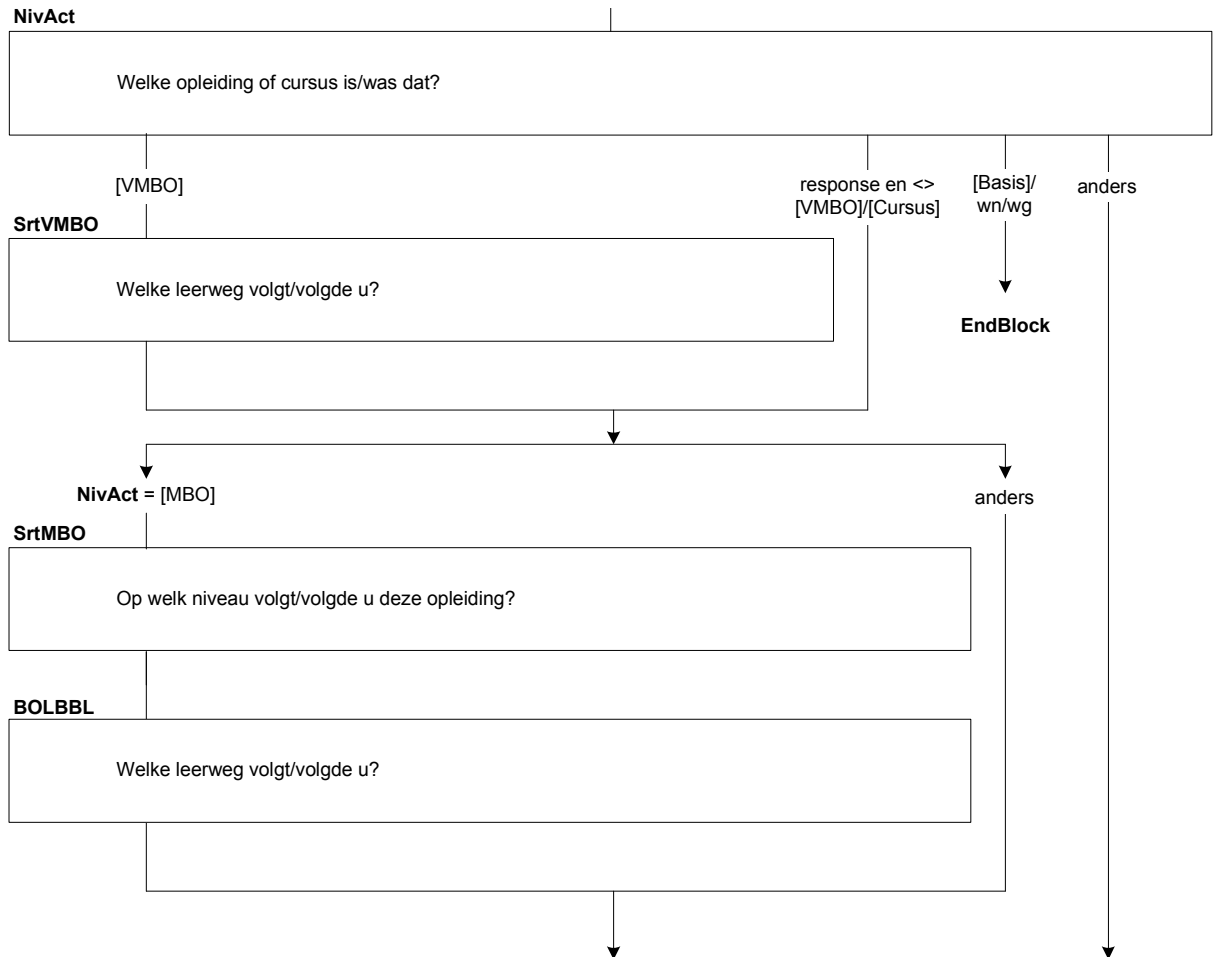 NivAct
Welke opleiding of cursus is/was dat?
[VMBO]
response en <>
[VMBO]/[Cursus]
[Basis]/
wn/wg
anders
SrtVMBO
Welke leerweg volgt/volgde u?
EndBlock
NivAct = [MBO]
anders
SrtMBO
Op welk niveau volgt/volgde u deze opleiding?
BOLBBL
Welke leerweg volgt/volgde u?